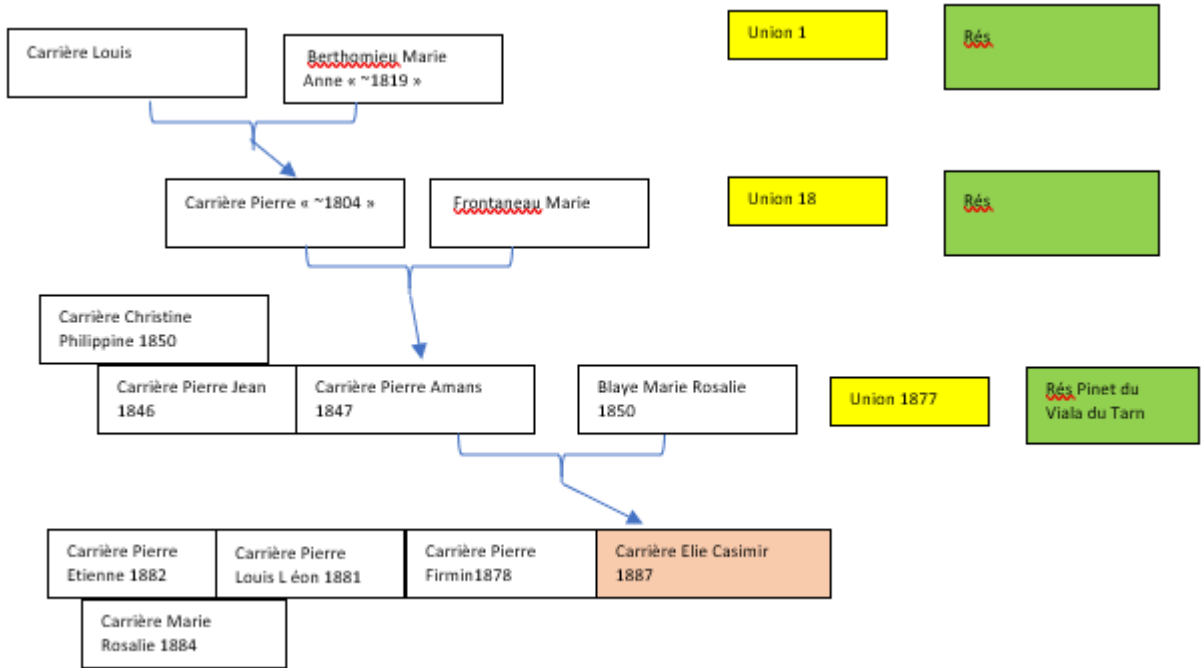 Carrière Louis
Berthomieu Marie
Anne « ~1819 »
Union 1
Rés
Carrière Pierre « ~1804 »
Frontaneau Marie
Union 18
Rés
Carrière Christine
Philippine 1850
Carrière Pierre Jean
1846
Carrière Pierre Amans
1847
Blaye Marie Rosalie
1850
Union 1877
Rés Pinet du
Viala du Tarn
Carrière Pierre
Etienne 1882
Carrière Pierre
Louis L éon 1881
Carrière Pierre
Firmin1878
Carrière Elie Casimir
1887
Carrière Marie
Rosalie 1884